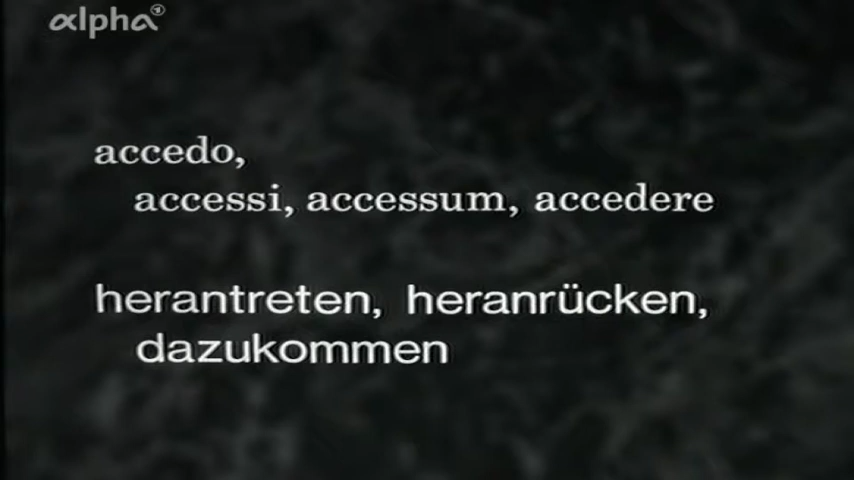 alpha
accedo,
accessi, accessum, accedere
herantreten, heranrücken,
dazukommen